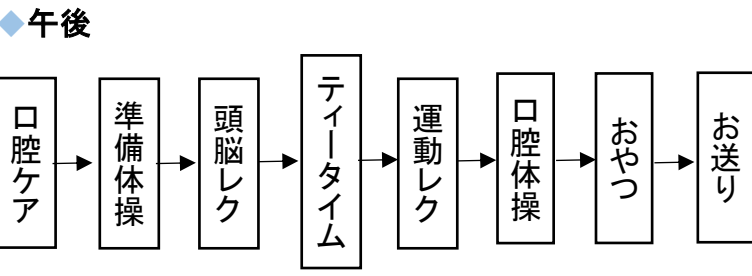 ◆午後
口腔ケア
準備体操
頭脳レク
ティータイム
運動レク
口腔体操
おやつ
お送り